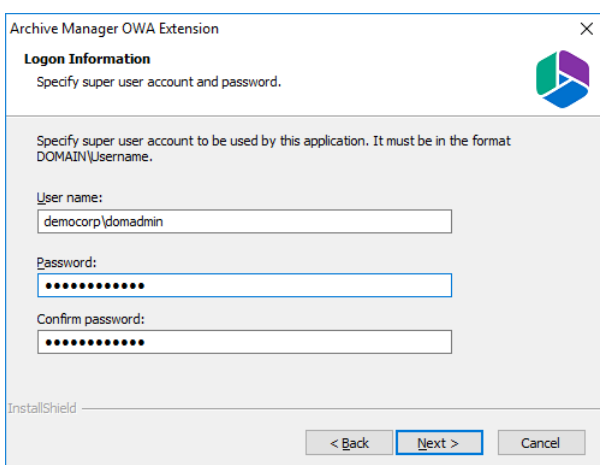 Archive Manager OWA Extension
Logon Information
Specify super user account and password.
Specify super user account to be used by this application. It must be in the format
DOMAIN\Username.
User name:
democorp\domadmin
Password:
••••••••••••
Confirm password:
••••••••••••
InstallShield
< Back Next > Cancel